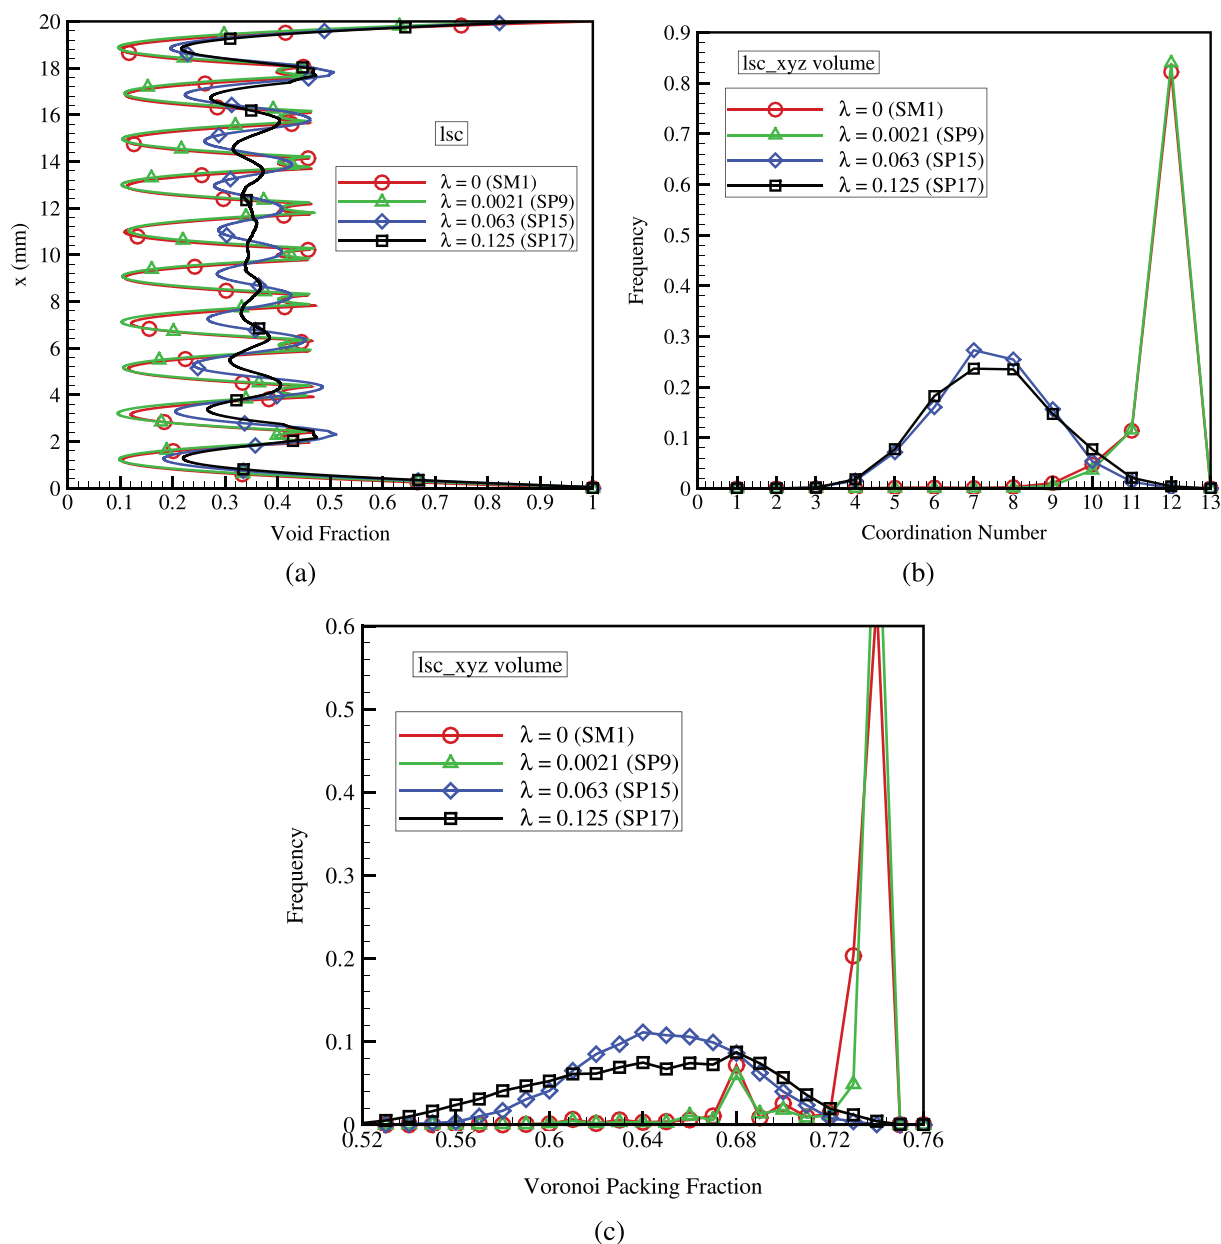 20
18
16
14
12
10
8
6
4
2
0
x (mm)
lsc
λ = 0 (SM1)
λ = 0.0021 (SP9)
λ = 0.063 (SP15)
λ = 0.125 (SP17)
0 0.1 0.2 0.3 0.4 0.5 0.6 0.7 0.8 0.9 1
Void Fraction
(a)
0.9
0.8
0.7
0.6
0.5
0.4
0.3
0.2
0.1
0
Frequency
lsc_xyz volume
λ = 0 (SM1)
λ = 0.0021 (SP9)
λ = 0.063 (SP15)
λ = 0.125 (SP17)
1 2 3 4 5 6 7 8 9 10 11 12 13
Coordination Number
(b)
0.6
0.5
0.4
0.3
0.2
0.1
0
Frequency
lsc_xyz volume
λ = 0 (SM1)
λ = 0.0021 (SP9)
λ = 0.063 (SP15)
λ = 0.125 (SP17)
0.52 0.56 0.6 0.64 0.68 0.72 0.76
Voronoi Packing Fraction
(c)